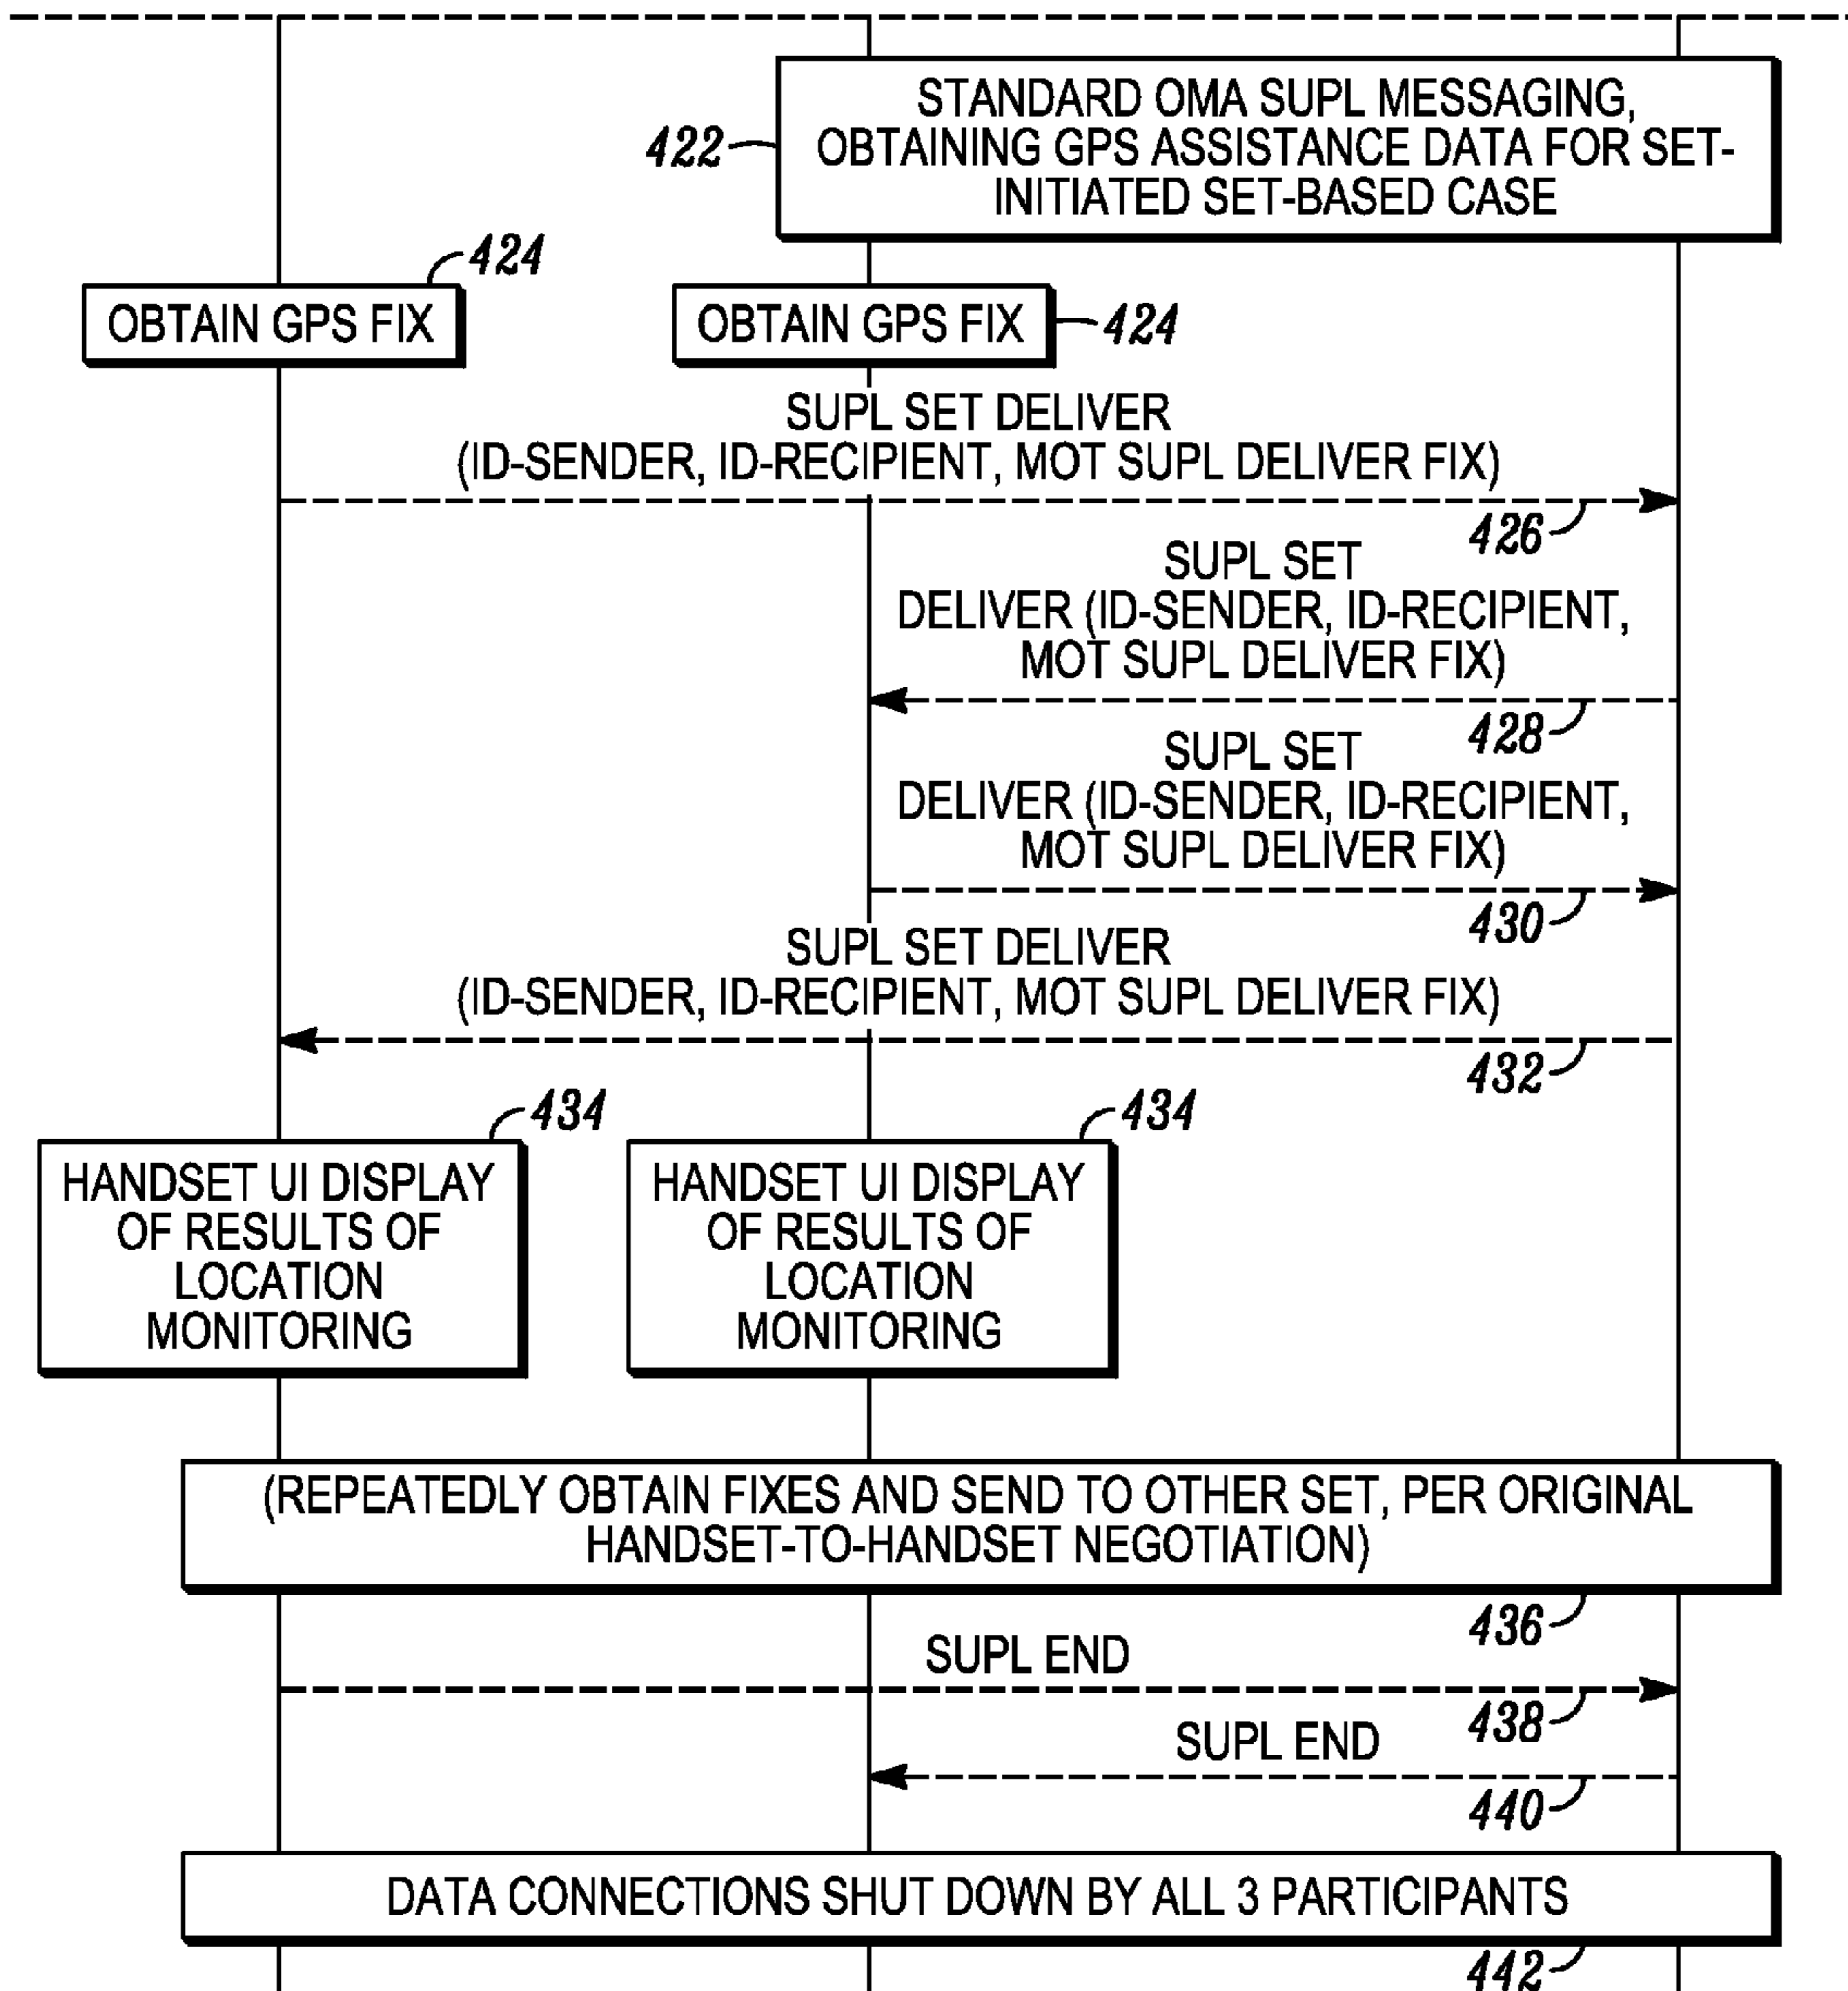 STANDARD OMA SUPL MESSAGING,
OBTAINING GPS ASSISTANCE DATA FOR SET-
INITIATED SET-BASED CASE
422
424
OBTAIN GPS FIX
OBTAIN GPS FIX
424
SUPL SET DELIVER
(ID-SENDER, ID-RECIPIENT, MOT SUPL DELIVER FIX)
426
SUPL SET
DELIVER (ID-SENDER, ID-RECIPIENT,
MOT SUPL DELIVER FIX)
428
SUPL SET
DELIVER (ID-SENDER, ID-RECIPIENT,
MOT SUPL DELIVER FIX)
430
SUPL SET DELIVER
(ID-SENDER, ID-RECIPIENT, MOT SUPL DELIVER FIX)
432
434
HANDSET UI DISPLAY
OF RESULTS OF
LOCATION
MONITORING
434
HANDSET UI DISPLAY
OF RESULTS OF
LOCATION
MONITORING
(REPEATEDLY OBTAIN FIXES AND SEND TO OTHER SET, PER ORIGINAL
HANDSET-TO-HANDSET NEGOTIATION)
436
SUPL END
438
SUPL END
440
DATA CONNECTIONS SHUT DOWN BY ALL 3 PARTICIPANTS
442